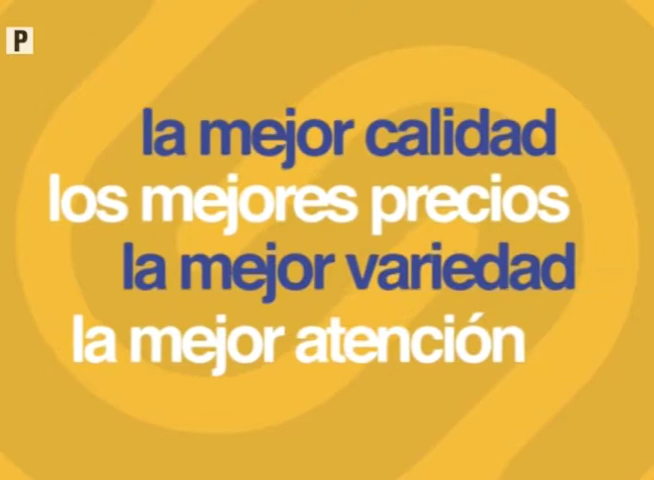 P
la mejor calidad
los mejores precios
la mejor variedad
la mejor atención